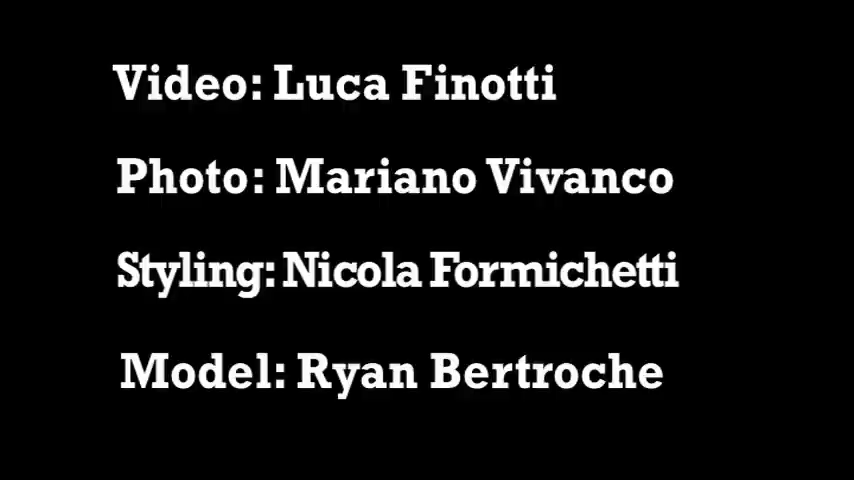 Video: Luca Finotti
Photo: Mariano Vivanco
Styling: Nicola Formichetti
Model: Ryan Bertroche